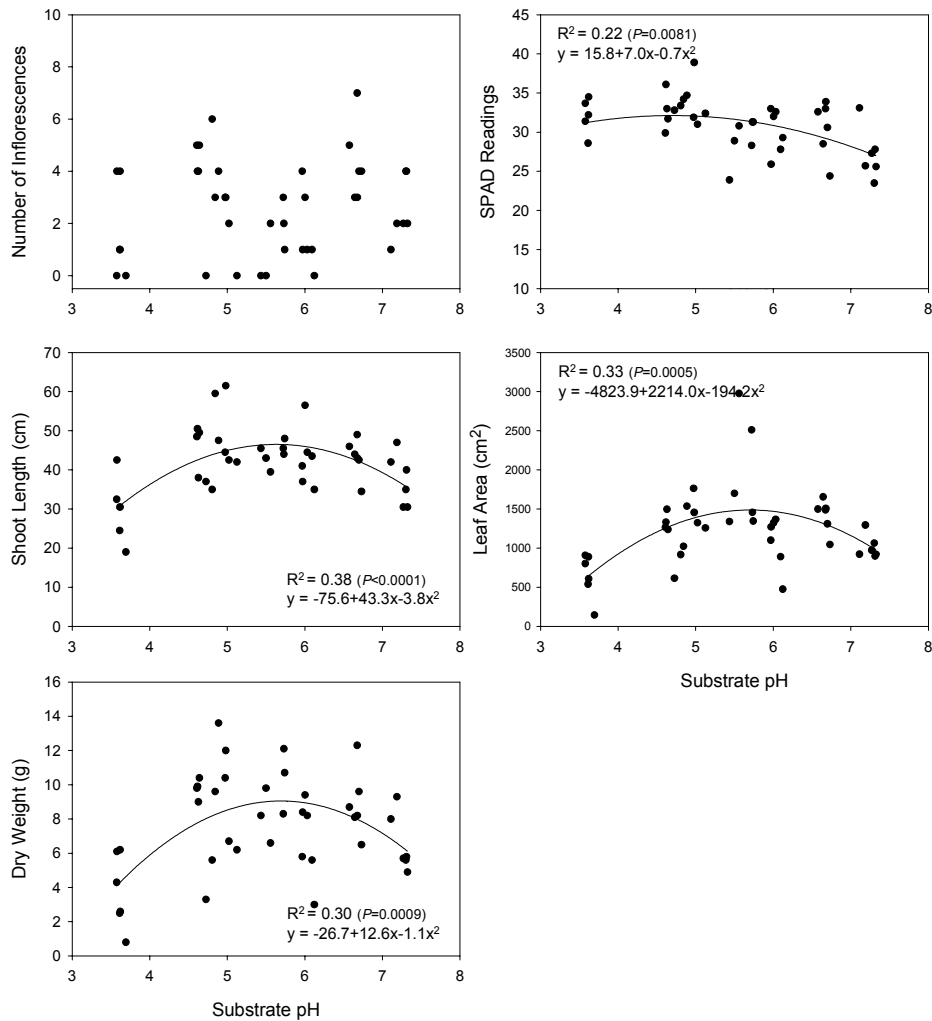 Number of Inflorescences
10
8
6
4
2
0
3 4 5 6 7 8
SPAD Readings
45
40
35
30
25
20
15
10
3 4 5 6 7 8
R² = 0.22 (P=0.0081)
y = 15.8+7.0x-0.7x²
Shoot Length (cm)
70
60
50
40
30
20
10
0
3 4 5 6 7 8
R² = 0.38 (P<0.0001)
y = -75.6+43.3x-3.8x²
Leaf Area (cm²)
3500
3000
2500
2000
1500
1000
500
0
3 4 5 6 7 8
R² = 0.33 (P=0.0005)
y = -4823.9+2214.0x-194.2x²
Substrate pH
Dry Weight (g)
16
14
12
10
8
6
4
2
0
3 4 5 6 7 8
R² = 0.30 (P=0.0009)
y = -26.7+12.6x-1.1x²
Substrate pH